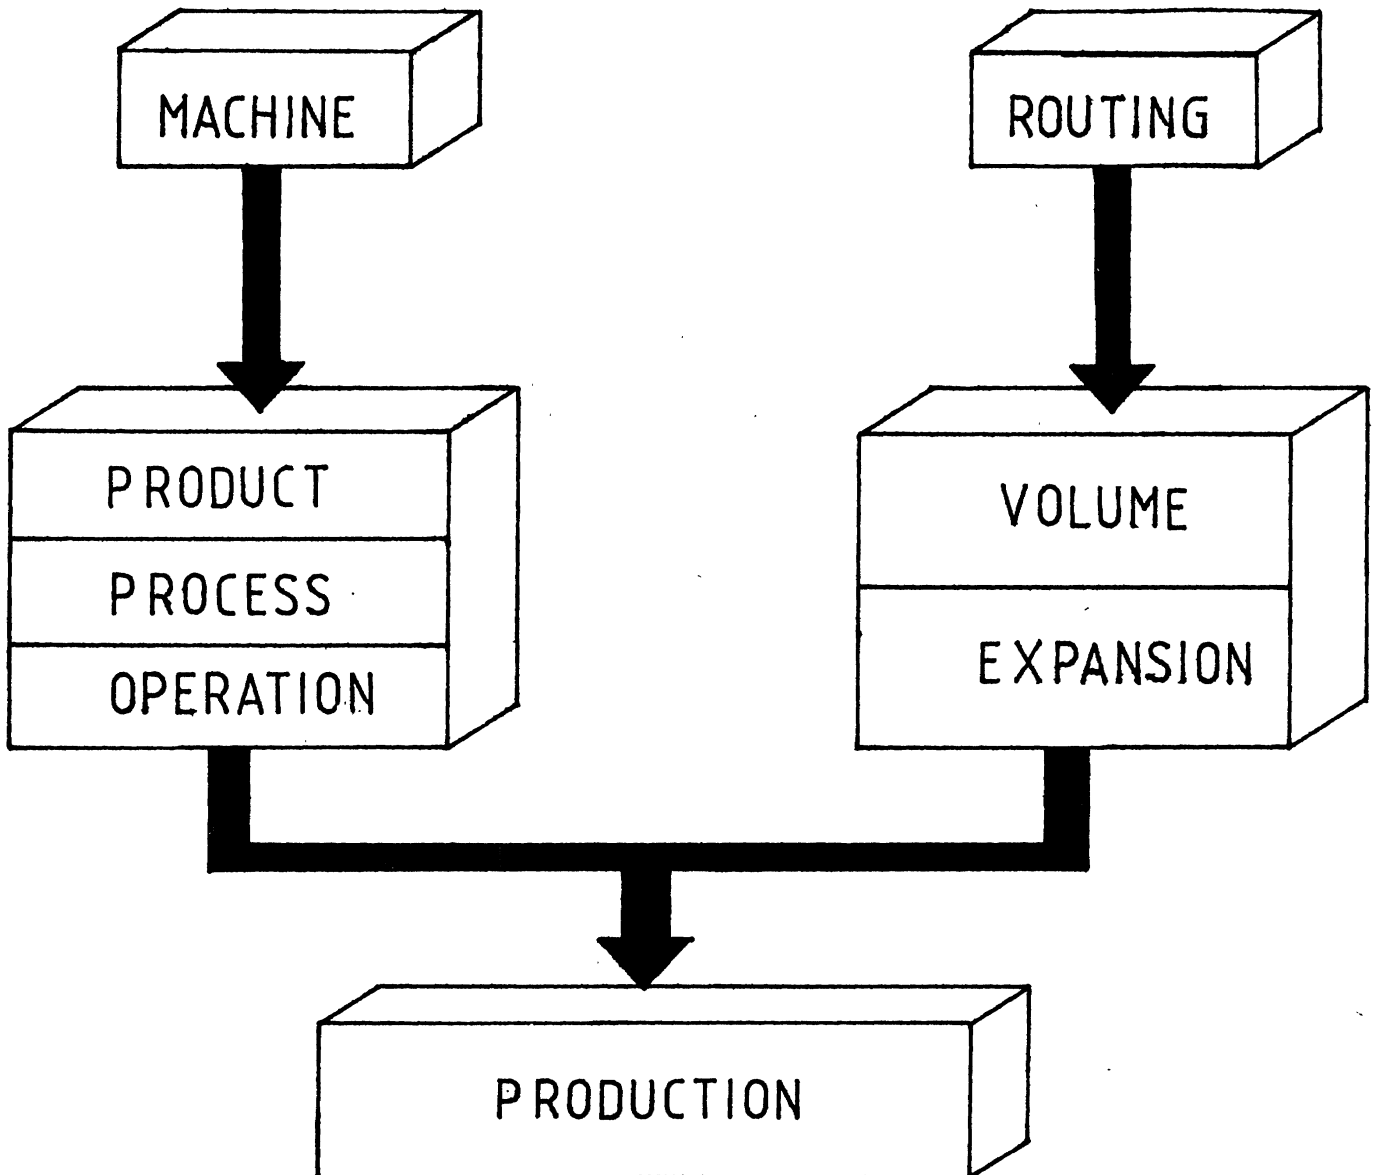 MACHINE
ROUTING
PRODUCT
PROCESS
OPERATION
VOLUME
EXPANSION
PRODUCTION